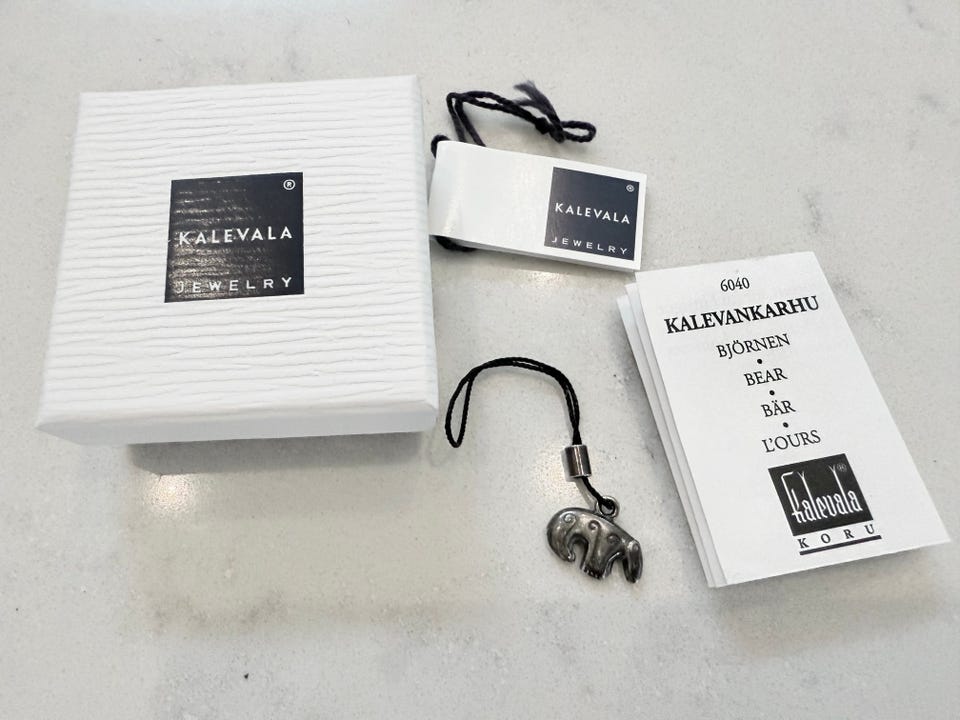 ®
KALEVALA
JEWELRY
®
KALEVALA
JEWELRY
6040
KALEVANKARHU
BJÖRNEN
•
BEAR
•
BÄR
•
L'OURS
Kalevala®
KORU